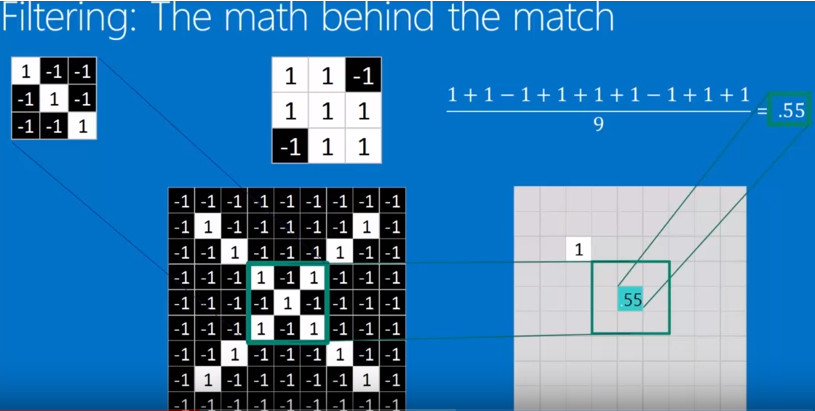 Filtering: The math behind the match
1 -1 -1
-1 1 -1
-1 -1 1
1 1 -1
1 1 1
-1 1 1
1 + 1 − 1 + 1 + 1 + 1 − 1 + 1 + 1
9
= .55
-1 -1 -1 -1 -1 -1 -1 -1 -1
-1 1 -1 -1 -1 -1 -1 1 -1
-1 -1 1 -1 -1 -1 1 -1 -1
-1 -1 -1 1 -1 1 -1 -1 -1
-1 -1 -1 -1 1 -1 -1 -1 -1
-1 -1 -1 1 -1 1 -1 -1 -1
-1 -1 1 -1 -1 -1 1 -1 -1
-1 1 -1 -1 -1 -1 -1 1 -1
-1 -1 -1 -1 -1 -1 -1 -1 -1
1
55